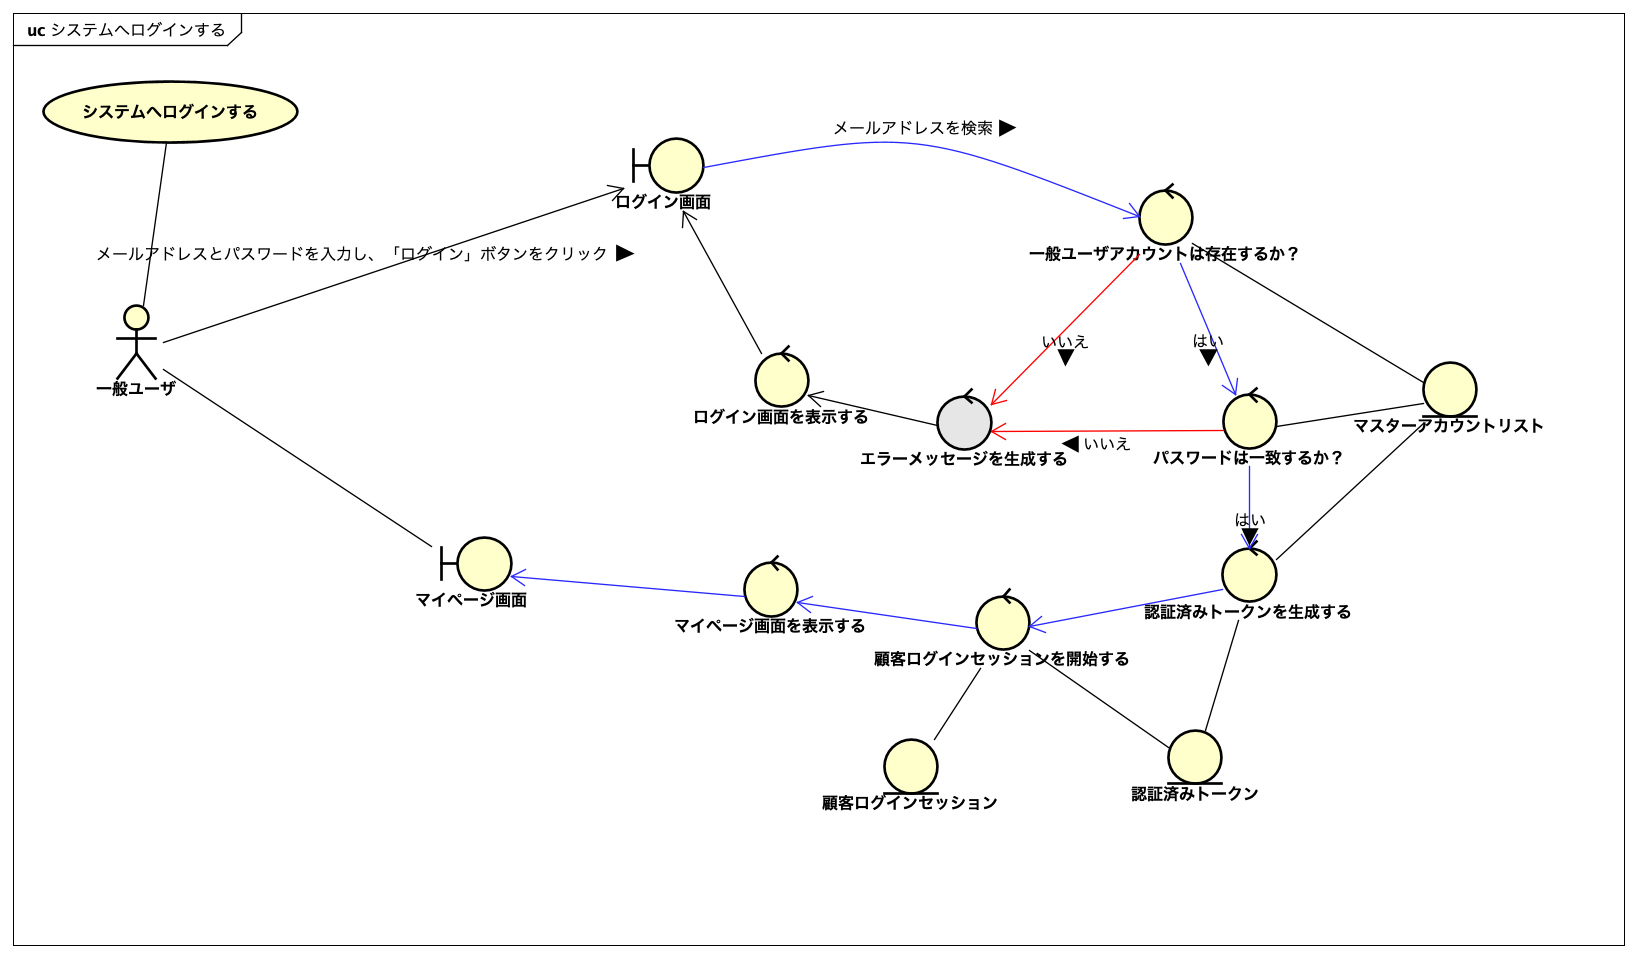 uc システムへログインする
システムへログインする
メールアドレスを検索 ▶
ログイン画面
メールアドレスとパスワードを入力し、「ログイン」ボタンをクリック ▶
一般ユーザアカウントは存在するか？
いいえ
▼
はい
▼
一般ユーザ
ログイン画面を表示する
マスターアカウントリスト
◀ いいえ
エラーメッセージを生成する
パスワードは一致するか？
はい
▼
マイページ画面
認証済みトークンを生成する
マイページ画面を表示する
顧客ログインセッションを開始する
認証済みトークン
顧客ログインセッション